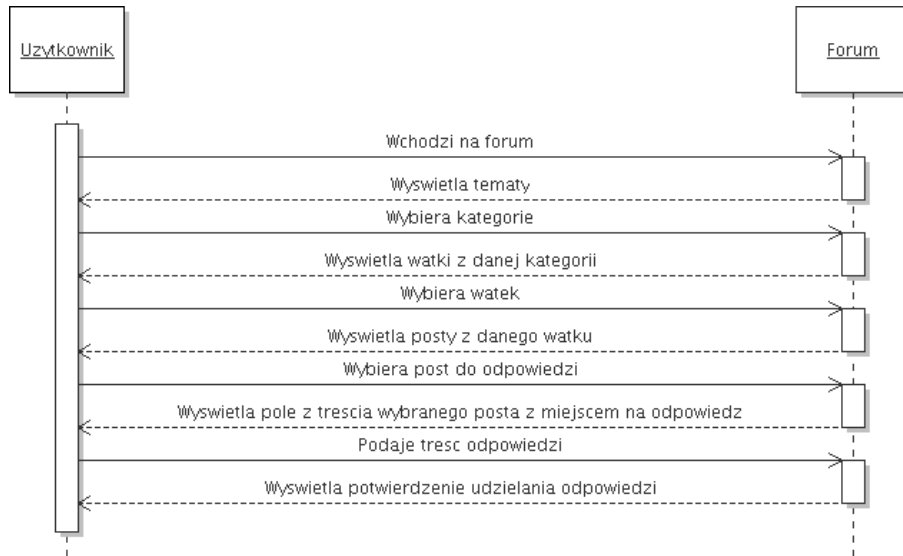 Uzytkownik
Forum
Wchodzi na forum
Wyswietla tematy
Wybiera kategorie
Wyswietla watki z danej kategorii
Wybiera watek
Wyswietla posty z danego watku
Wybiera post do odpowiedzi
Wyswietla pole z trescia wybranego posta z miejscem na odpowiedz
Podaje tresc odpowiedzi
Wyswietla potwierdzenie udzielania odpowiedzi